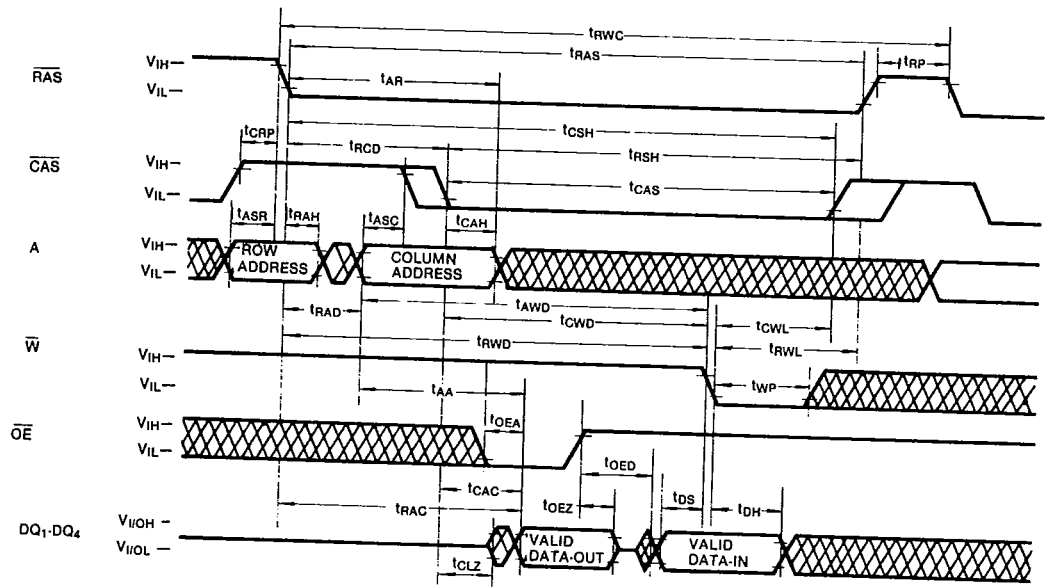 tRWC
tRAS
tRP
RAS
VIH
VIL
tAR
tCSH
tCRP
tRCD
tRSH
CAS
VIH
VIL
tCAS
tASR
tRAH
tASC
tCAH
A
VIH
VIL
ROW
ADDRESS
COLUMN
ADDRESS
tAWD
tRAD
tCWD
tCWL
tRWD
tRWL
W
VIH
VIL
tAA
tWP
OE
VIH
VIL
tOEA
tOED
tCAC
tRAC
tOEZ
tDS
tDH
DQ1-DQ4
VI/OH
VI/OL
VALID
DATA-OUT
VALID
DATA-IN
tCLZ